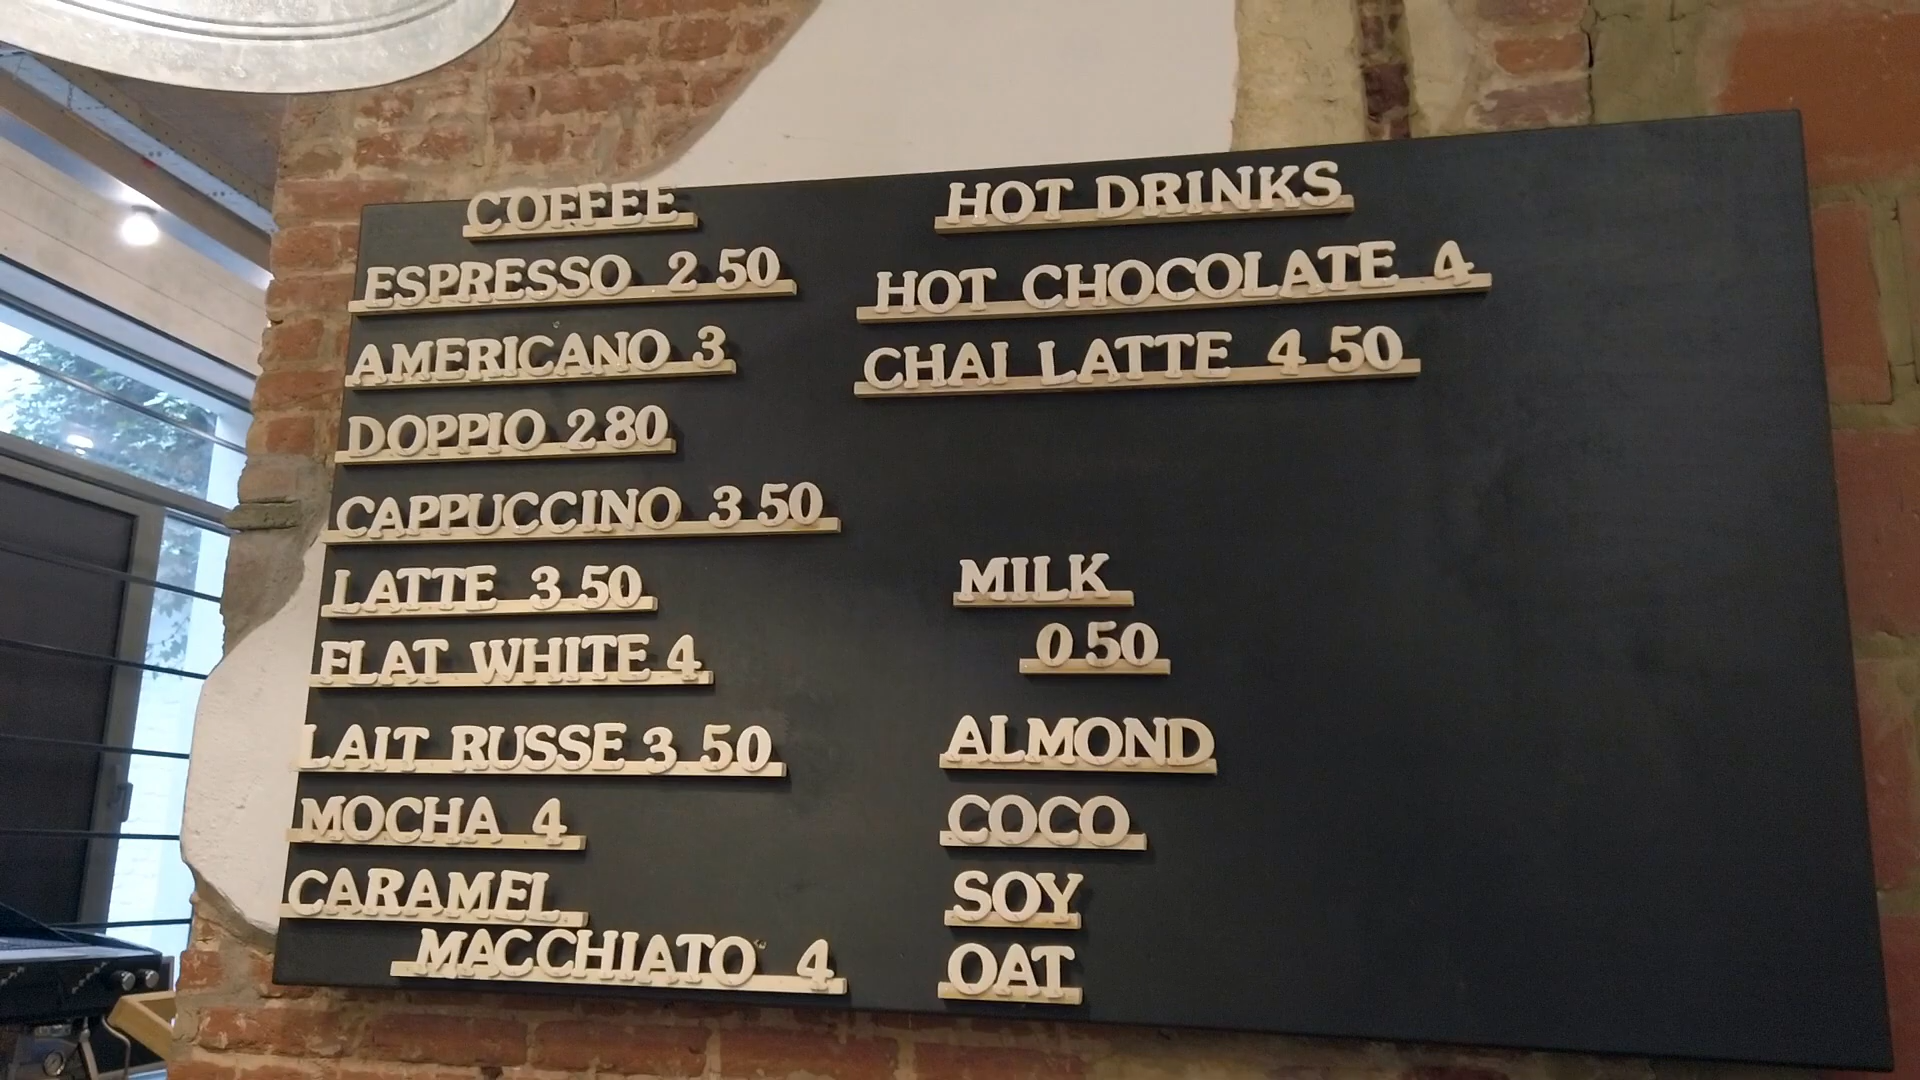 COFFEE
ESPRESSO 2 50
AMERICANO 3
DOPPIO 2 80
CAPPUCCINO 3 50
LATTE 3 50
FLAT WHITE 4
LAIT RUSSE 3 50
MOCHA 4
CARAMEL
MACCHIATO 4
HOT DRINKS
HOT CHOCOLATE 4
CHAI LATTE 4 50
MILK
0 50
ALMOND
COCO
SOY
OAT